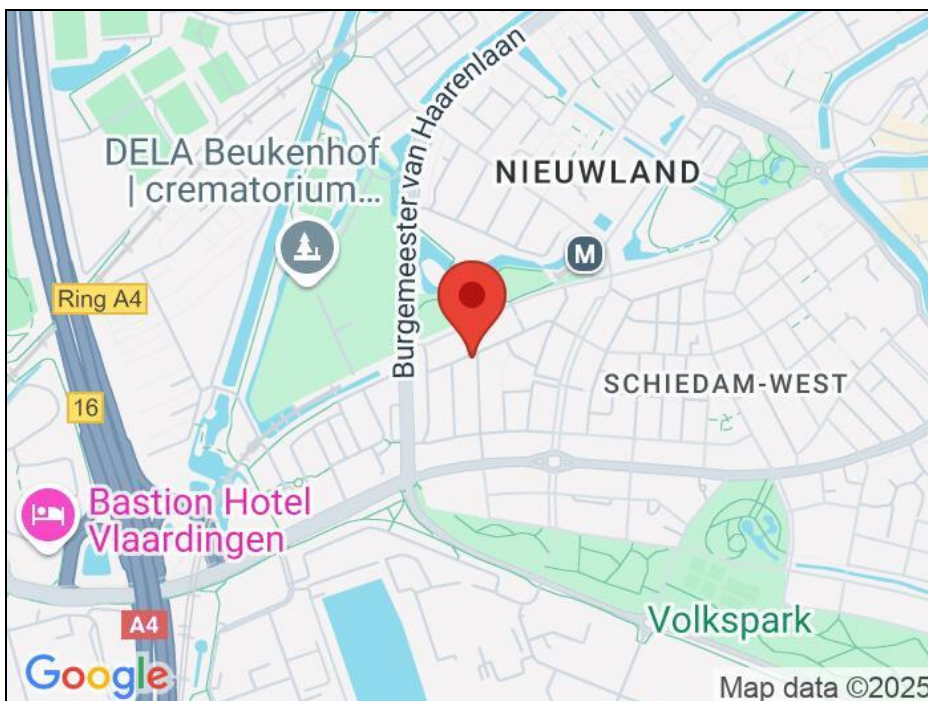 DELA Beukenhof
| crematorium...
Burgemeester van Haarenlaan
NIEUWLAND
M
Ring A4
16
SCHIEDAM-WEST
Bastion Hotel
Vlaardingen
A4
Volkspark
Google
Map data ©2025